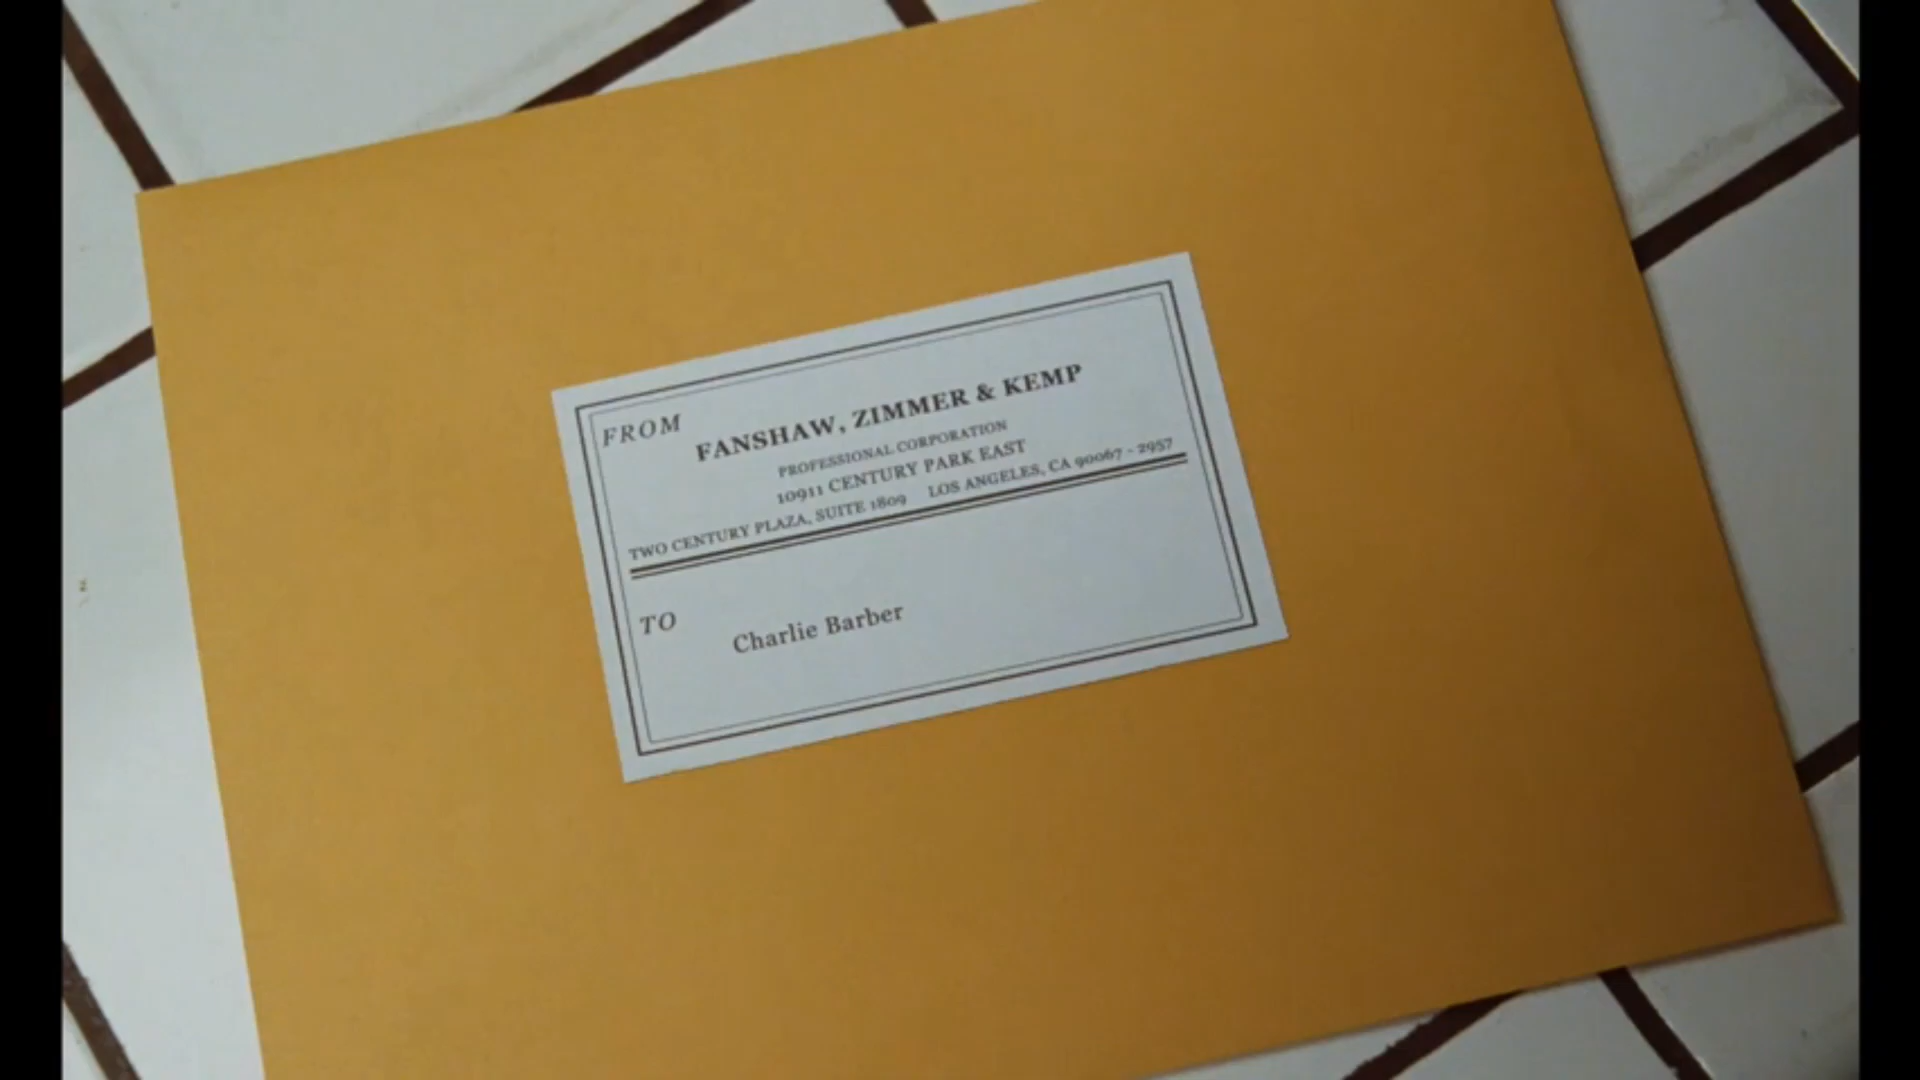 FROM
FANSHAW, ZIMMER & KEMP
PROFESSIONAL CORPORATION
10911 CENTURY PARK EAST
TWO CENTURY PLAZA, SUITE 1809 LOS ANGELES, CA 90067 - 2957
TO
Charlie Barber